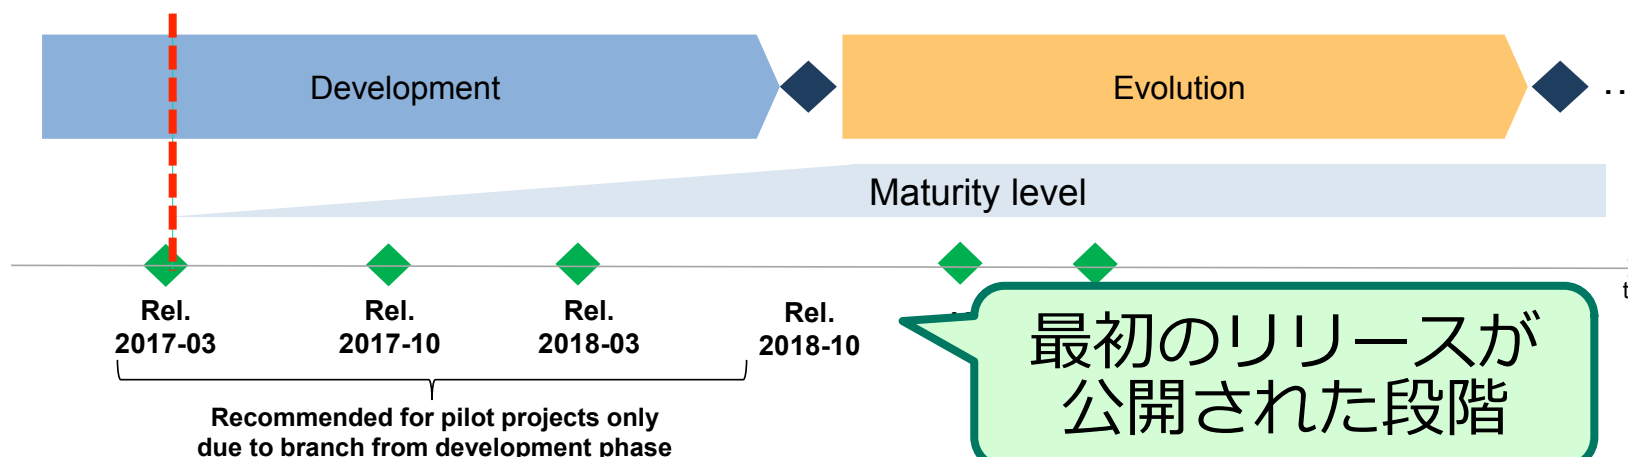 Development
Evolution
...
Maturity level
Rel.
2017-03
Rel.
2017-10
Rel.
2018-03
Rel.
2018-10
t
Recommended for pilot projects only
due to branch from development phase
最初のリリースが
公開された段階